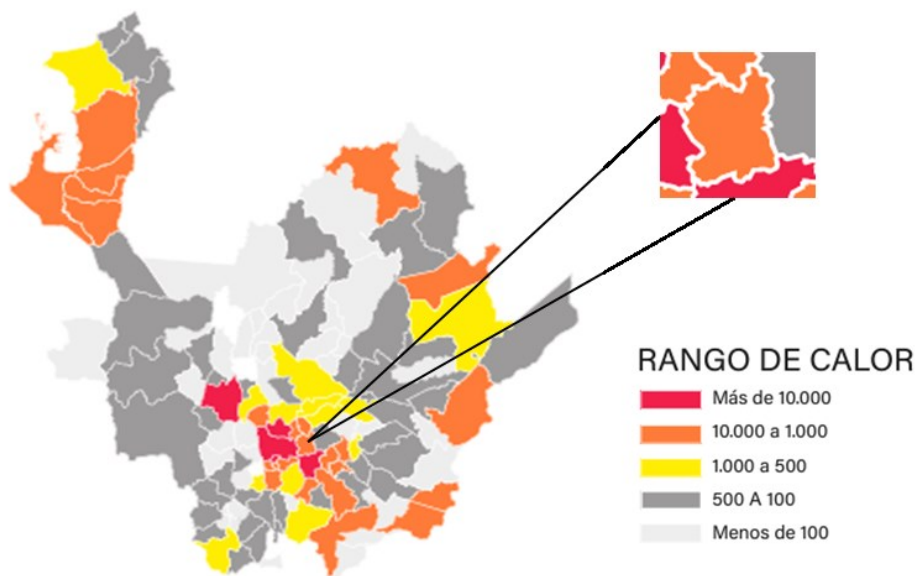 RANGO DE CALOR
Más de 10.000
10.000 a 1.000
1.000 a 500
500 A 100
Menos de 100